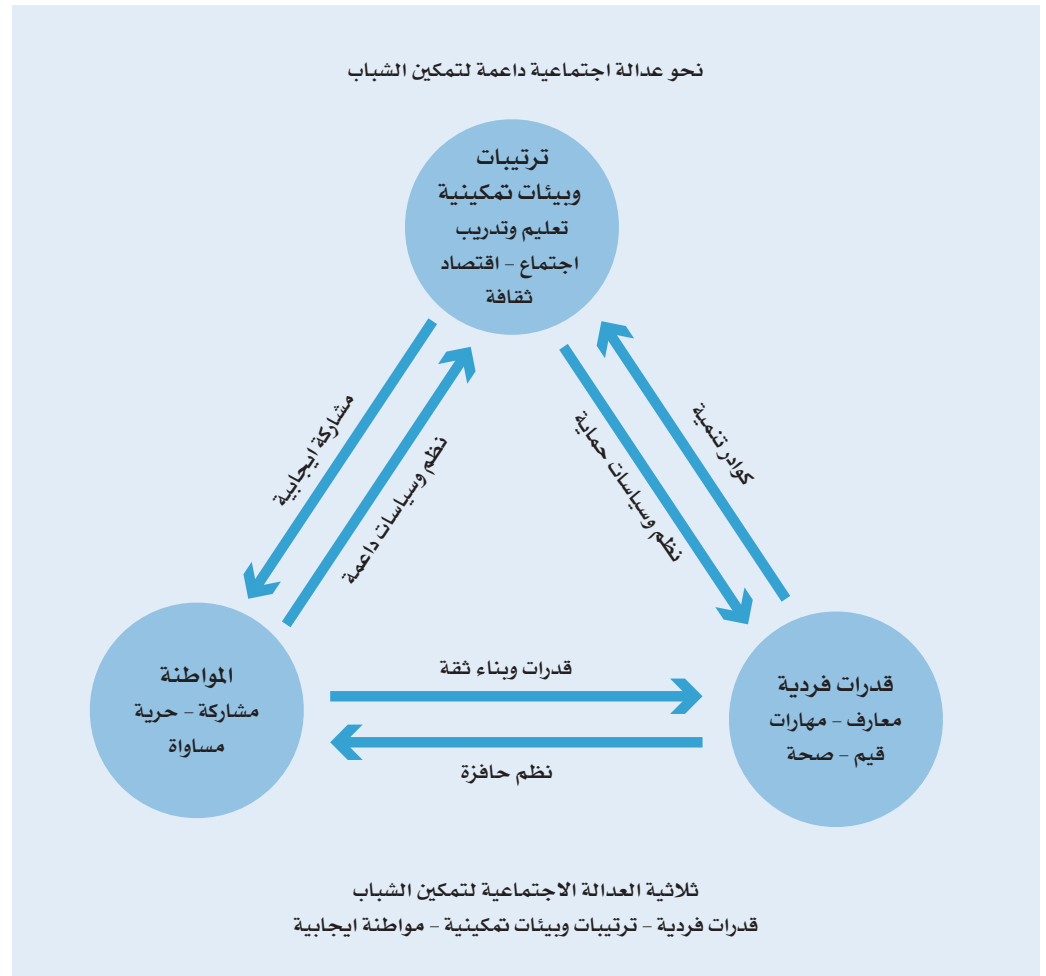 نحو عدالة اجتماعية داعمة لتمكين الشباب
ترتيبات
وبيئات تمكينية
تعليم وتدريب
اجتماع – اقتصاد
ثقافة
كوادر تنمية
نظم وسياسات حماية
نظم وسياسات داعمة
مشاركة ايجابية
قدرات فردية
معارف – مهارات
قيم – صحة
قدرات وبناء ثقة
نظم حافزة
المواطنة
مشاركة – حرية
مساواة
ثلاثية العدالة الاجتماعية لتمكين الشباب
قدرات فردية – ترتيبات وبيئات تمكينية – مواطنة ايجابية